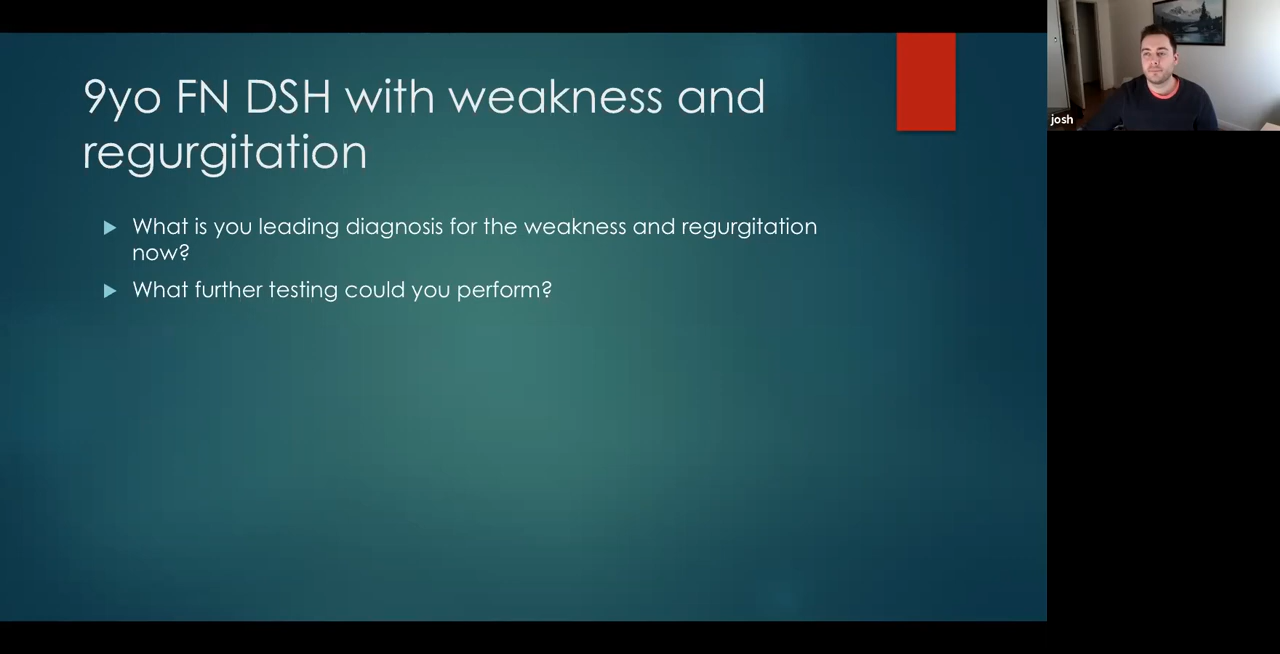 9yo FN DSH with weakness and
regurgitation
What is you leading diagnosis for the weakness and regurgitation
now?
What further testing could you perform?
josh